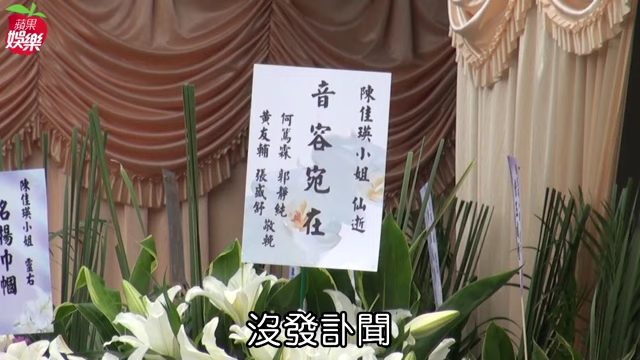 蘋果
娛樂
陳佳瑛小姐 仙逝
音容宛在
何篤霖 郭靜純
黃友輔 張盛舒 敬輓
陳佳瑛小姐 靈右
名揚巾幗
沒發訃聞